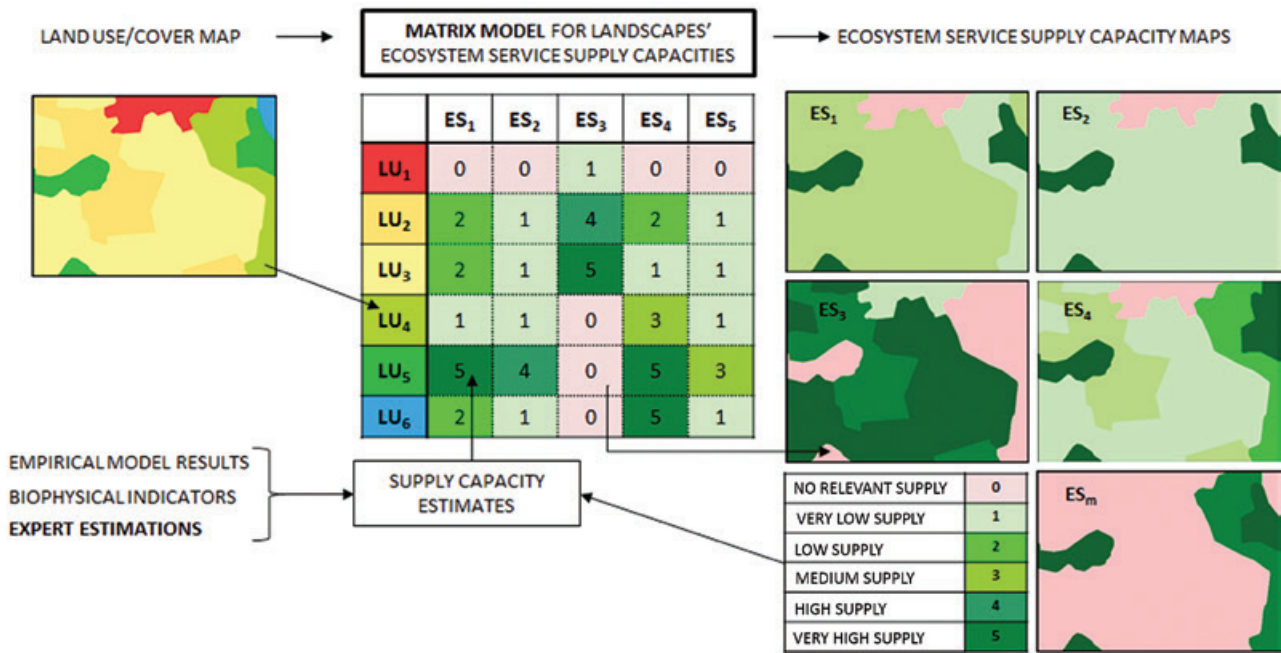 LAND USE/COVER MAP
MATRIX MODEL FOR LANDSCAPES'
ECOSYSTEM SERVICE SUPPLY CAPACITIES
ECOSYSTEM SERVICE SUPPLY CAPACITY MAPS
ES₁ ES₂ ES₃ ES₄ ES₅
LU₁ 0 0 1 0 0
LU₂ 2 1 4 2 1
LU₃ 2 1 5 1 1
LU₄ 1 1 0 3 1
LU₅ 5 4 0 5 3
LU₆ 2 1 0 5 1
ES₁
ES₂
ES₃
ES₄
EMPIRICAL MODEL RESULTS
BIOPHYSICAL INDICATORS
EXPERT ESTIMATIONS
SUPPLY CAPACITY
ESTIMATES
NO RELEVANT SUPPLY 0
VERY LOW SUPPLY 1
LOW SUPPLY 2
MEDIUM SUPPLY 3
HIGH SUPPLY 4
VERY HIGH SUPPLY 5
ESₘ